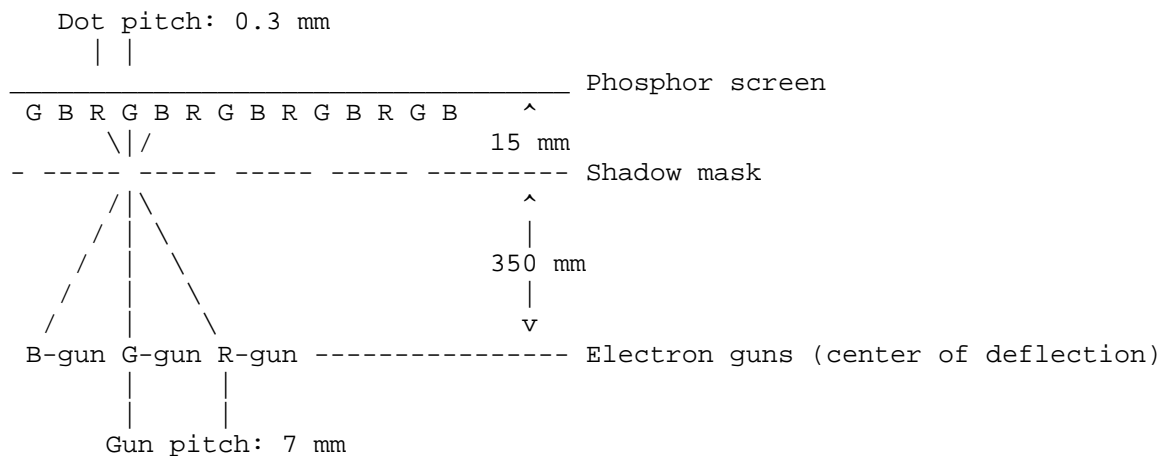 Dot pitch: 0.3 mm
Phosphor screen
G B R G B R G B R G B R G B
15 mm
Shadow mask
350 mm
B-gun G-gun R-gun ---------------- Electron guns (center of deflection)
Gun pitch: 7 mm